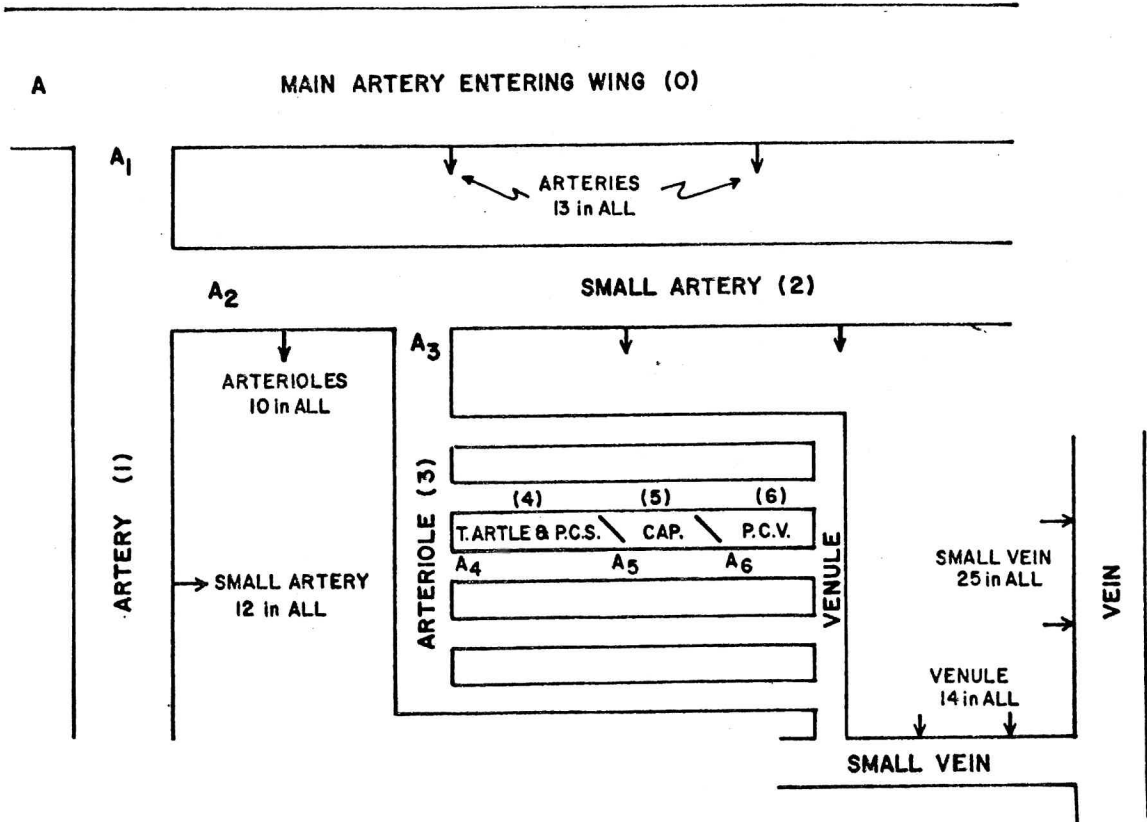 A
MAIN ARTERY ENTERING WING (0)
A1
ARTERIES
13 in ALL
A2
SMALL ARTERY (2)
A3
ARTERIOLES
10 in ALL
ARTERY (1)
SMALL ARTERY
12 in ALL
ARTERIOLE (3)
(4)
(5)
(6)
T. ARTLE & P.C.S.
CAP.
P.C.V.
A4
A5
A6
VENULE
SMALL VEIN
25 in ALL
VEIN
VENULE
14 in ALL
SMALL VEIN